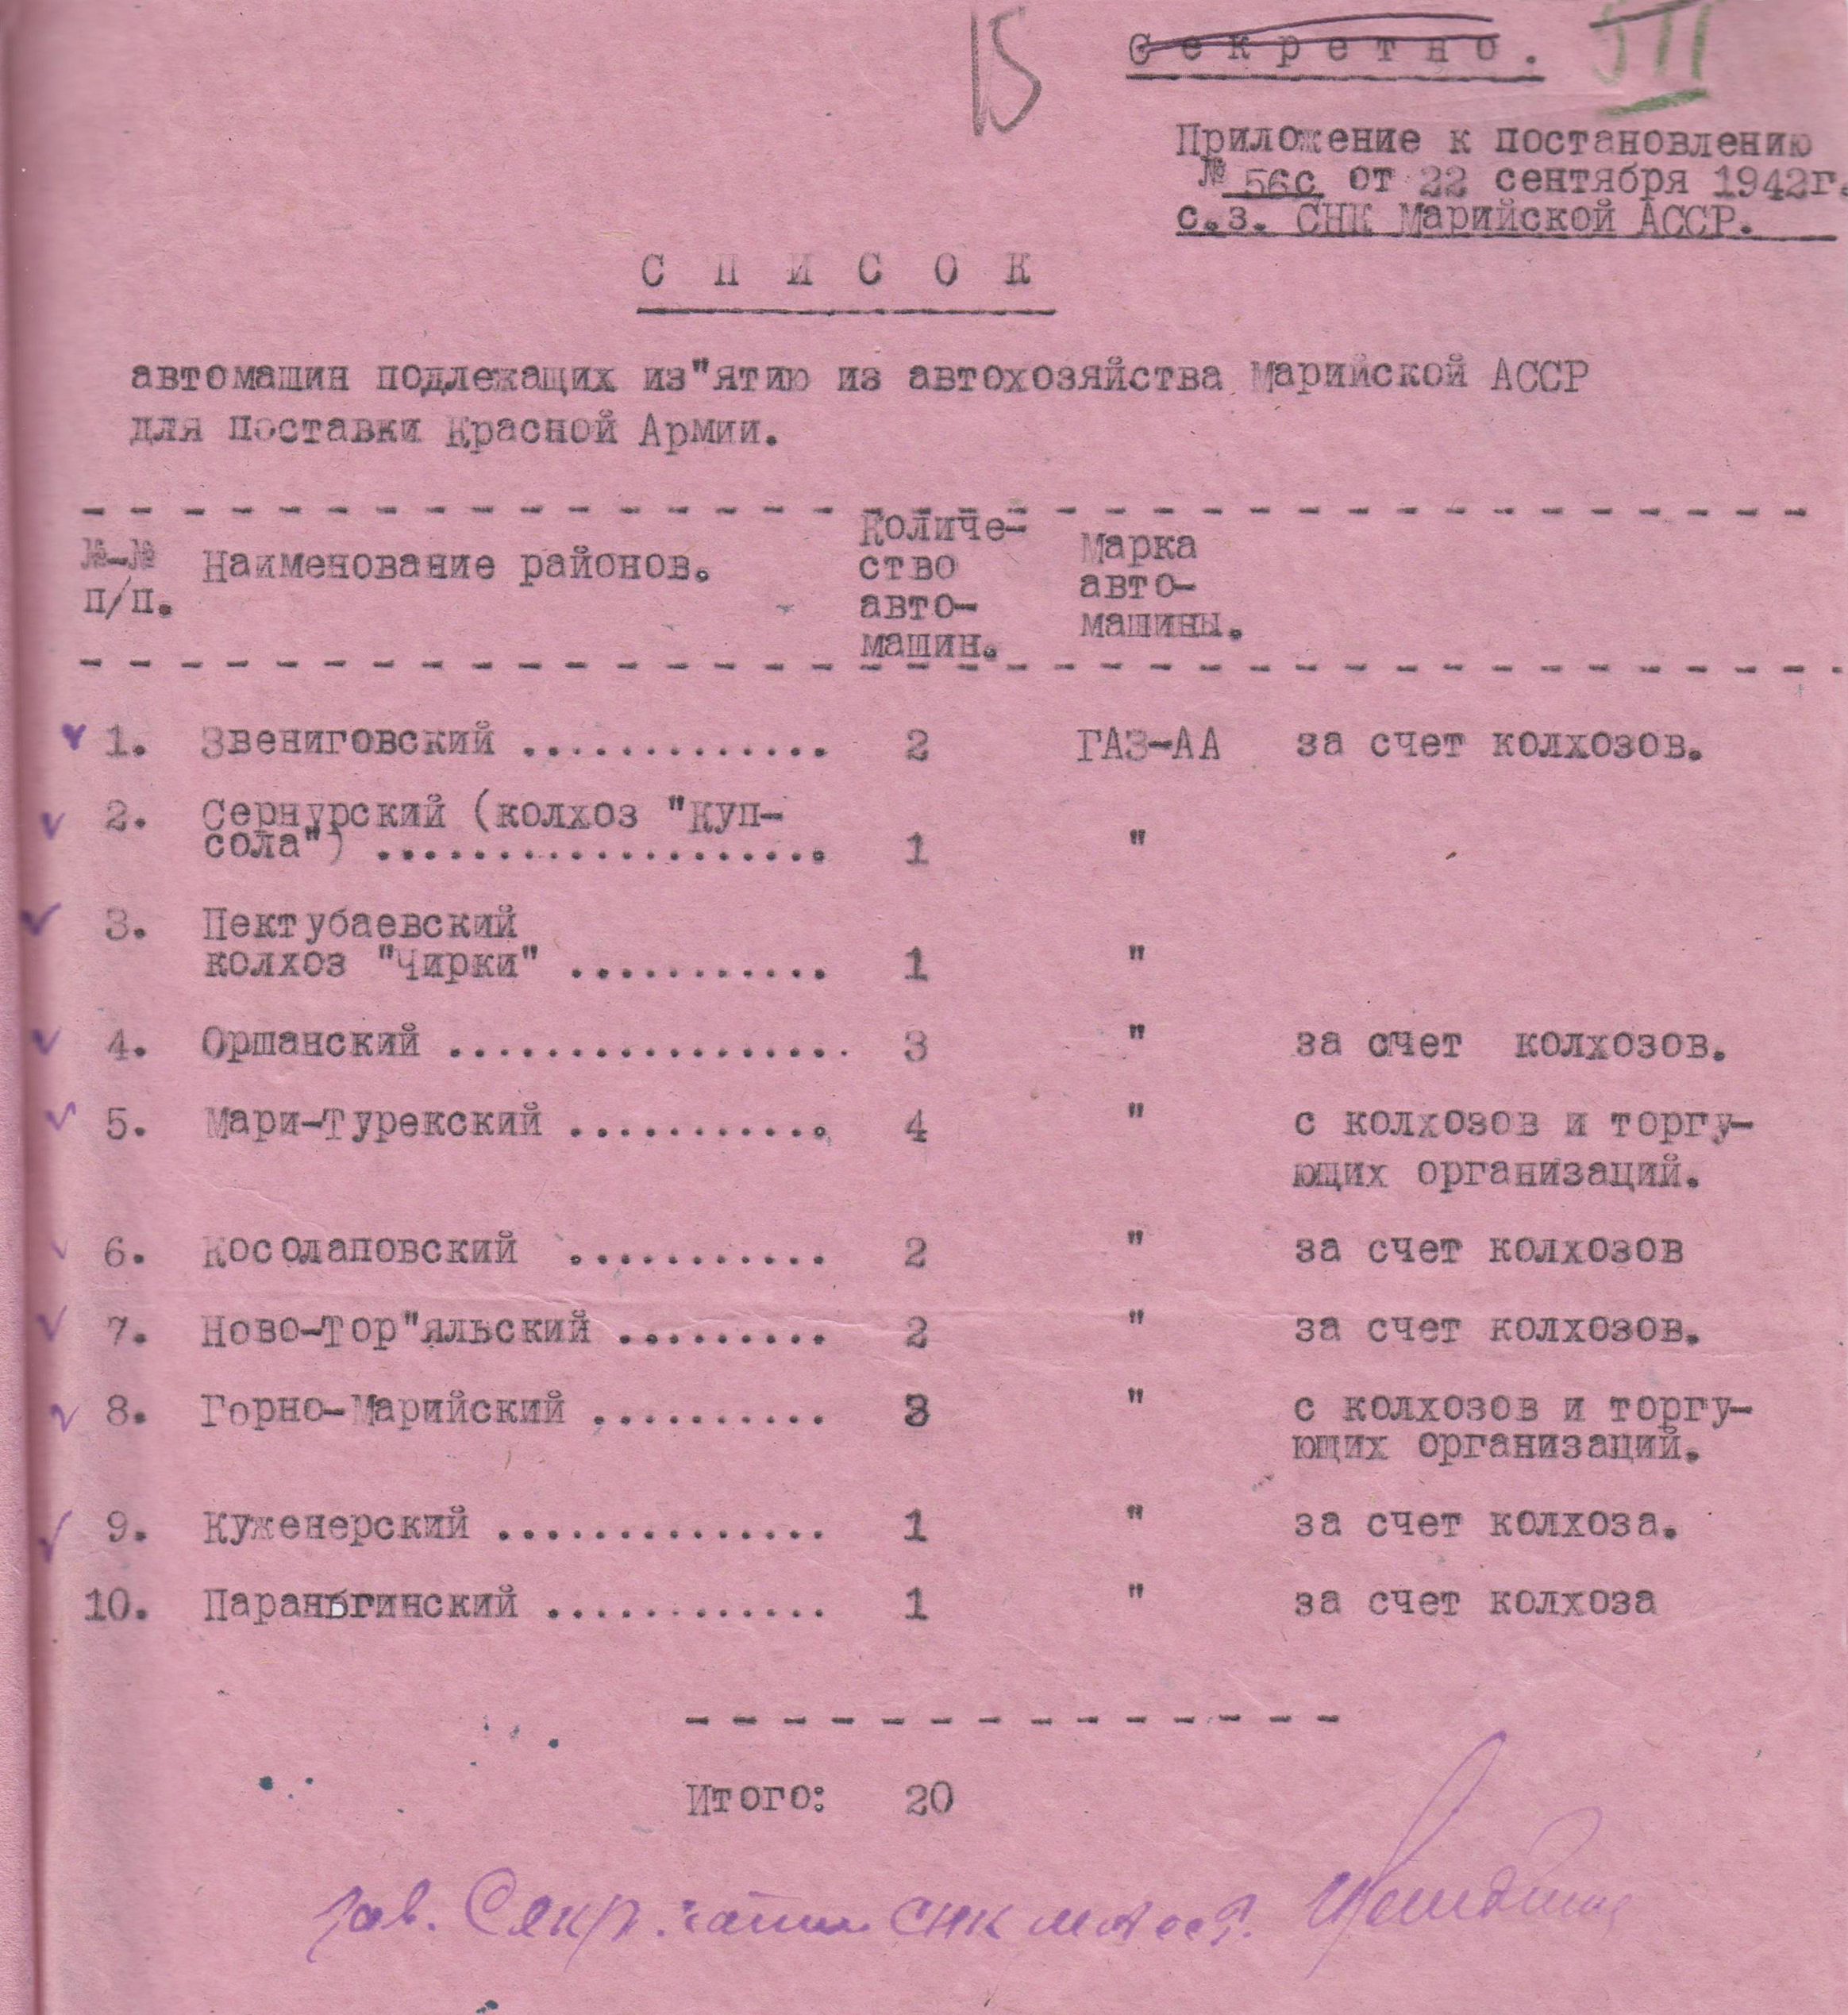 15
Секретно.
III
Приложение к постановлению
№ 56с от 22 сентября 1942г.
с.з. СНК Марийской АССР.
С П И С О К
автомашин подлежащих из"ятию из автохозяйства Марийской АССР
для поставки Красной Армии.
№-№ п/п. Наименование районов. Количе-ство авто-машин. Марка авто-машины.
1. Звениговский ............. 2 ГАЗ-АА за счет колхозов.
2. Сернурский (колхоз "Куп-
сола") ................... 1 "
3. Пектубаевский
колхоз "Чирки" ........... 1 "
4. Оршанский ................. 3 " за счет колхозов.
5. Мари-Турекский ........... 4 " с колхозов и торгу-
ющих организаций.
6. Косолаповский ........... 2 " за счет колхозов
7. Ново-Тор"яльский ......... 2 " за счет колхозов.
8. Горно-Марийский .......... 3 " с колхозов и торгу-
ющих организаций.
9. Куженерский .............. 1 " за счет колхоза.
10. Параньгинский ............ 1 " за счет колхоза
Итого: 20
Зав. Секр. части СНК МАССР.